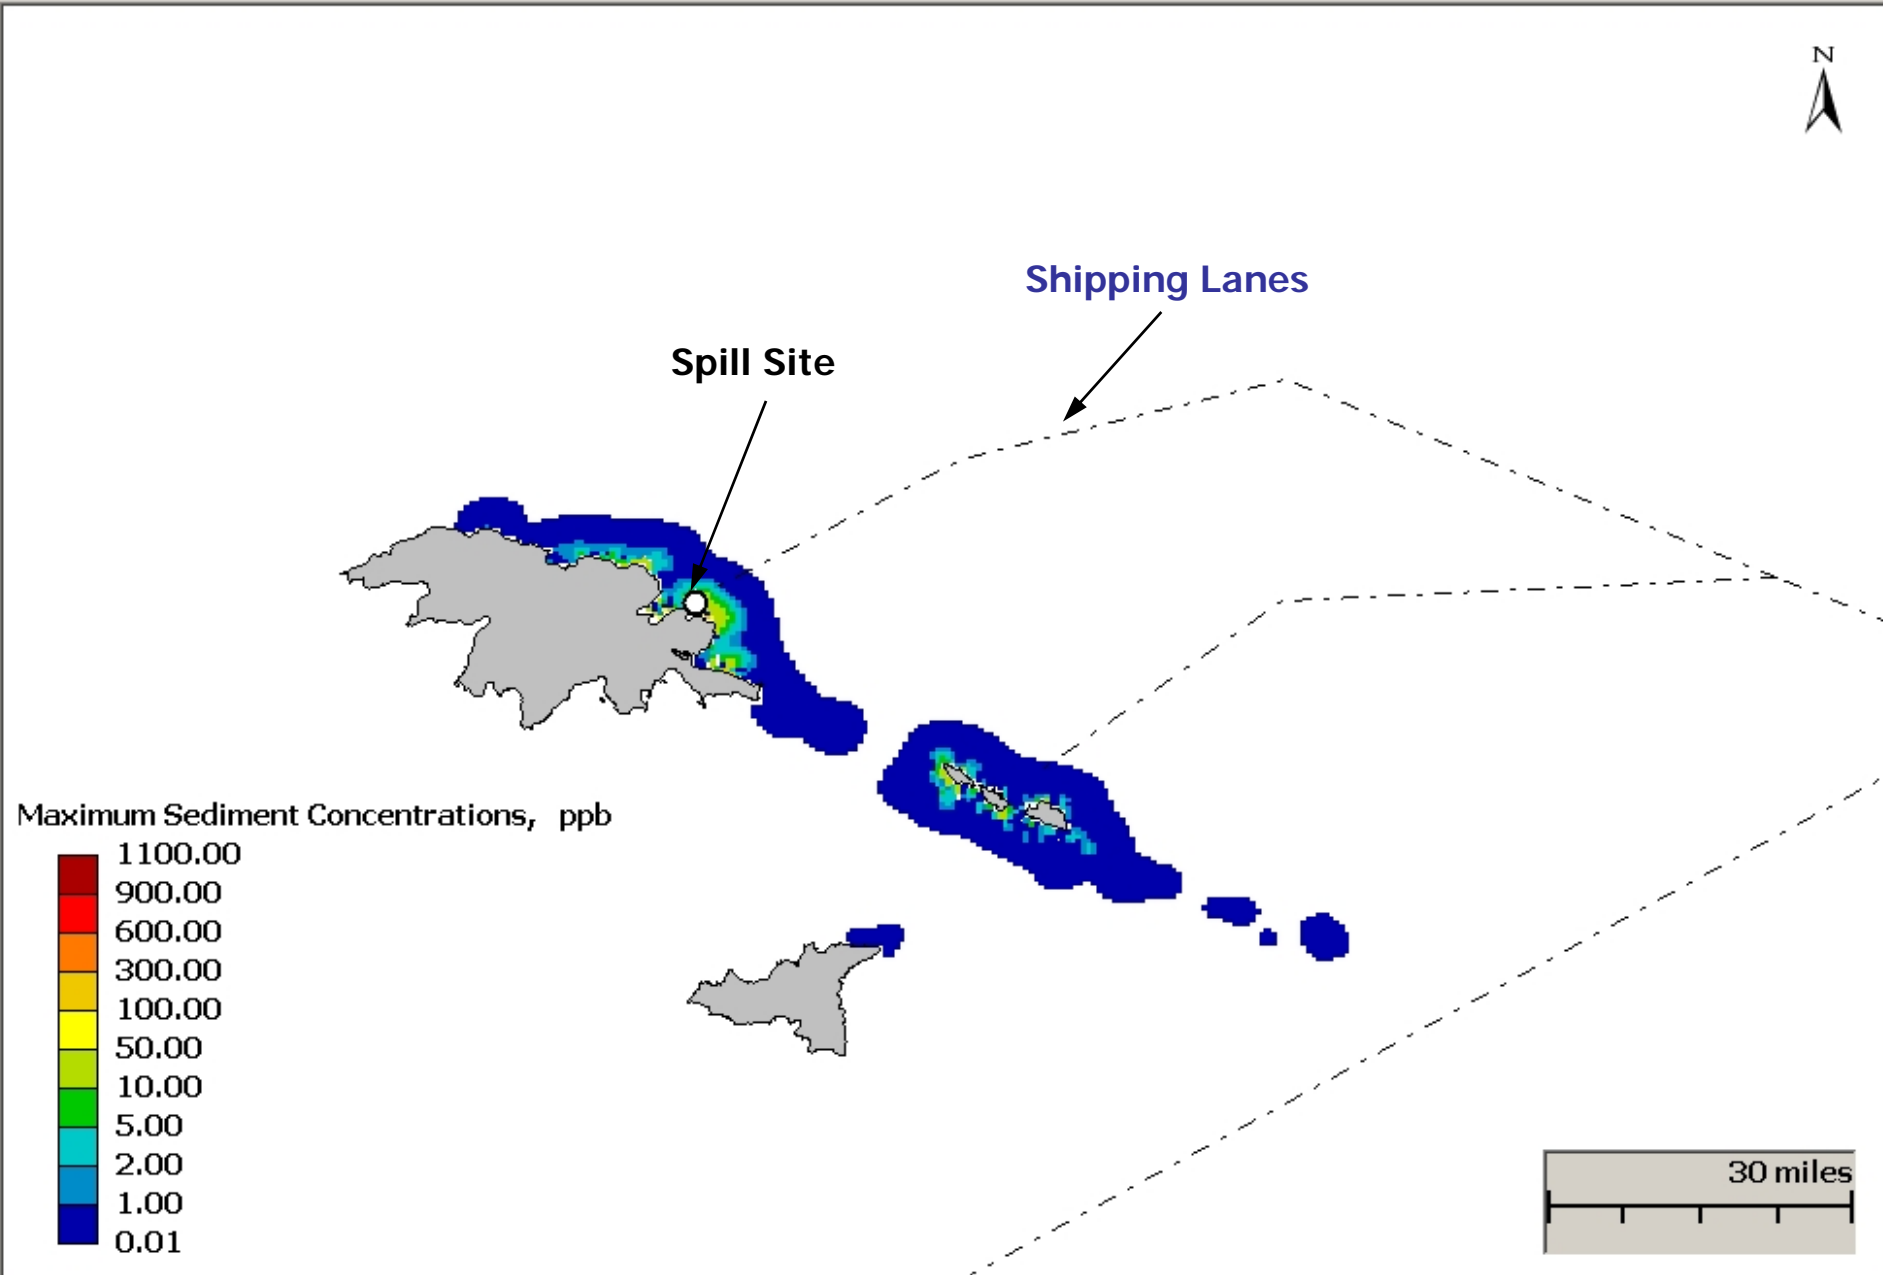 N
Shipping Lanes
Spill Site
Maximum Sediment Concentrations, ppb
1100.00
900.00
600.00
300.00
100.00
50.00
10.00
5.00
2.00
1.00
0.01
30 miles